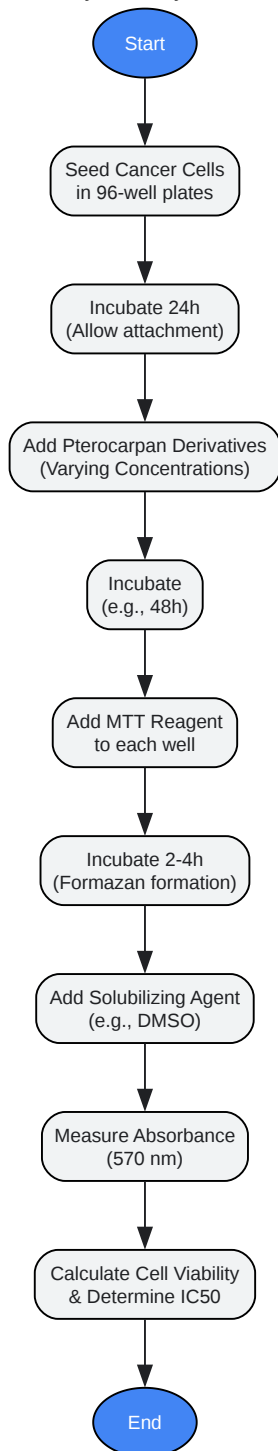 Start
Seed Cancer Cells
in 96-well plates
Incubate 24h
(Allow attachment)
Add Pterocarpan Derivatives
(Varying Concentrations)
Incubate
(e.g., 48h)
Add MTT Reagent
to each well
Incubate 2-4h
(Formazan formation)
Add Solubilizing Agent
(e.g., DMSO)
Measure Absorbance
(570 nm)
Calculate Cell Viability
& Determine IC50
End